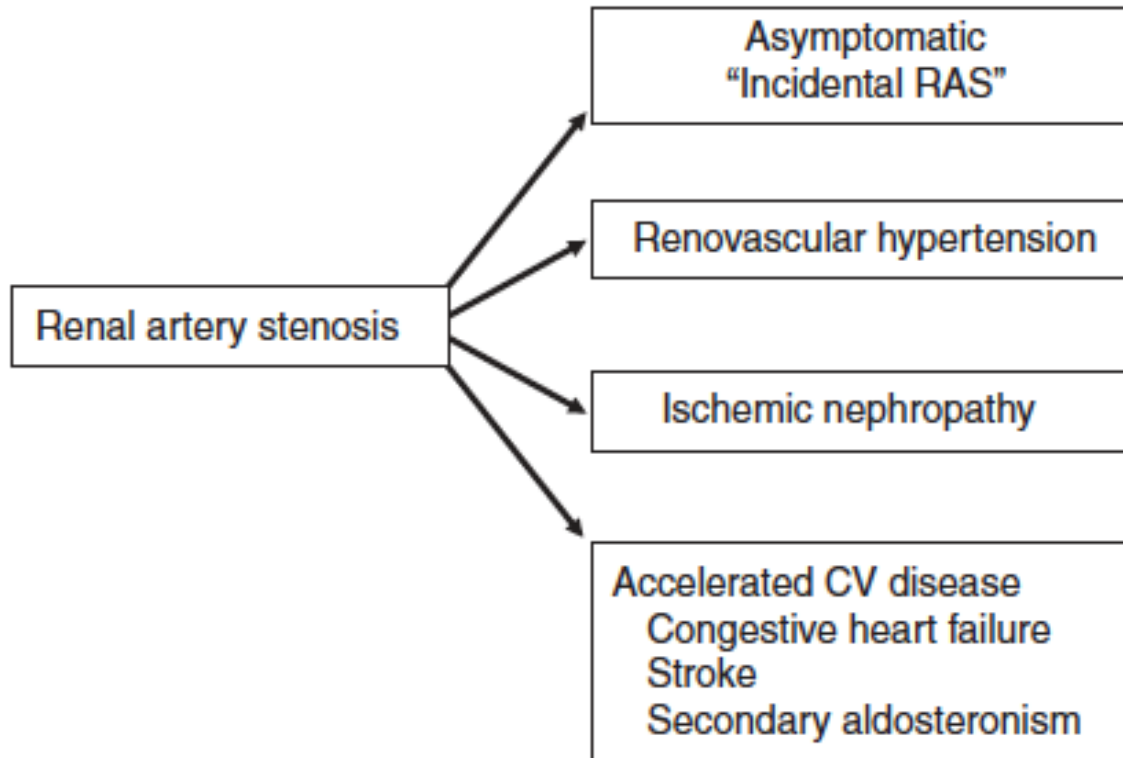 Asymptomatic
“Incidental RAS”
Renovascular hypertension
Renal artery stenosis
Ischemic nephropathy
Accelerated CV disease
Congestive heart failure
Stroke
Secondary aldosteronism